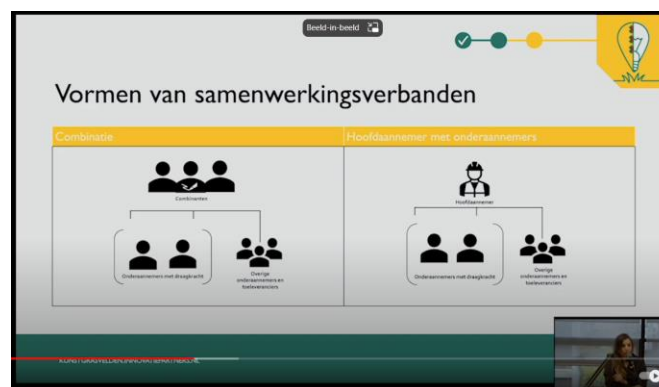 Beeld-in-beeld
Vormen van samenwerkingsverbanden
Combinatie
Hoofdaannemer met onderaannemers
Combinanten
Hoofdaannemer
Onderaannemers met draagkracht
Overige
onderaannemers en
toeleveranciers
Onderaannemers met draagkracht
Overige
onderaannemers en
toeleveranciers